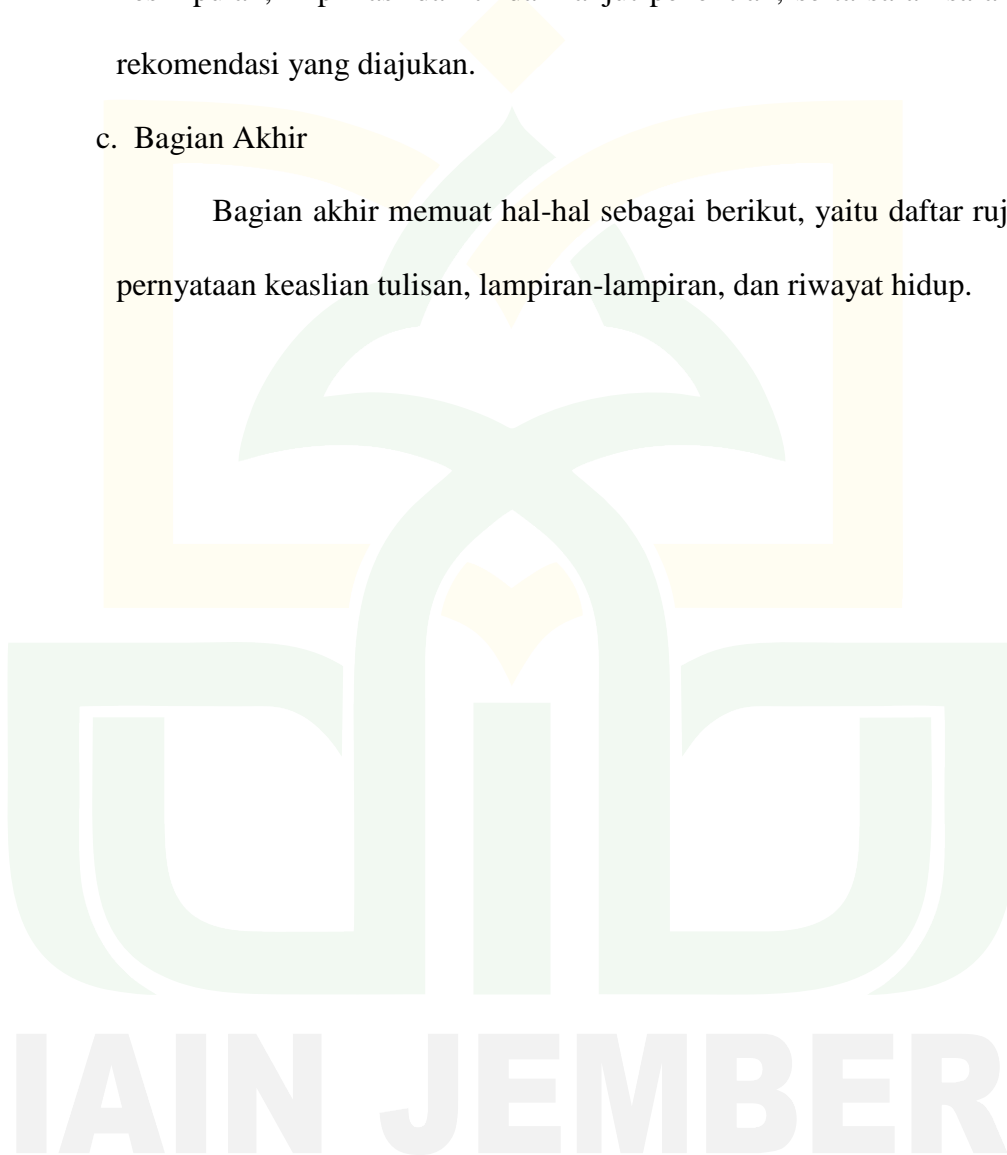 rekomendasi yang diajukan.
c. Bagian Akhir
Bagian akhir memuat hal-hal sebagai berikut, yaitu daftar
pernyataan keaslian tulisan, lampiran-lampiran, dan riwayat hidup.
IAIN JEMBER